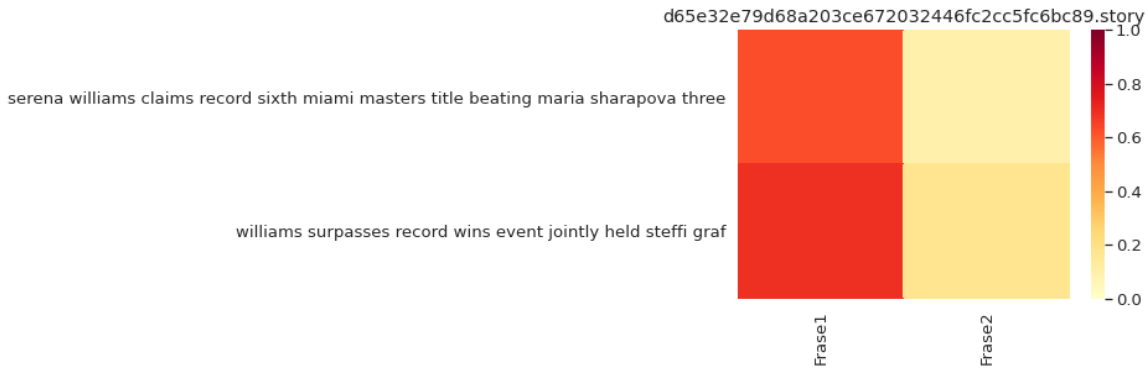 d65e32e79d68a203ce672032446fc2cc5fc6bc89.story
serena williams claims record sixth miami masters title beating maria sharapova three
williams surpasses record wins event jointly held steffi graf
Frase1
Frase2
1.0
0.8
0.6
0.4
0.2
0.0